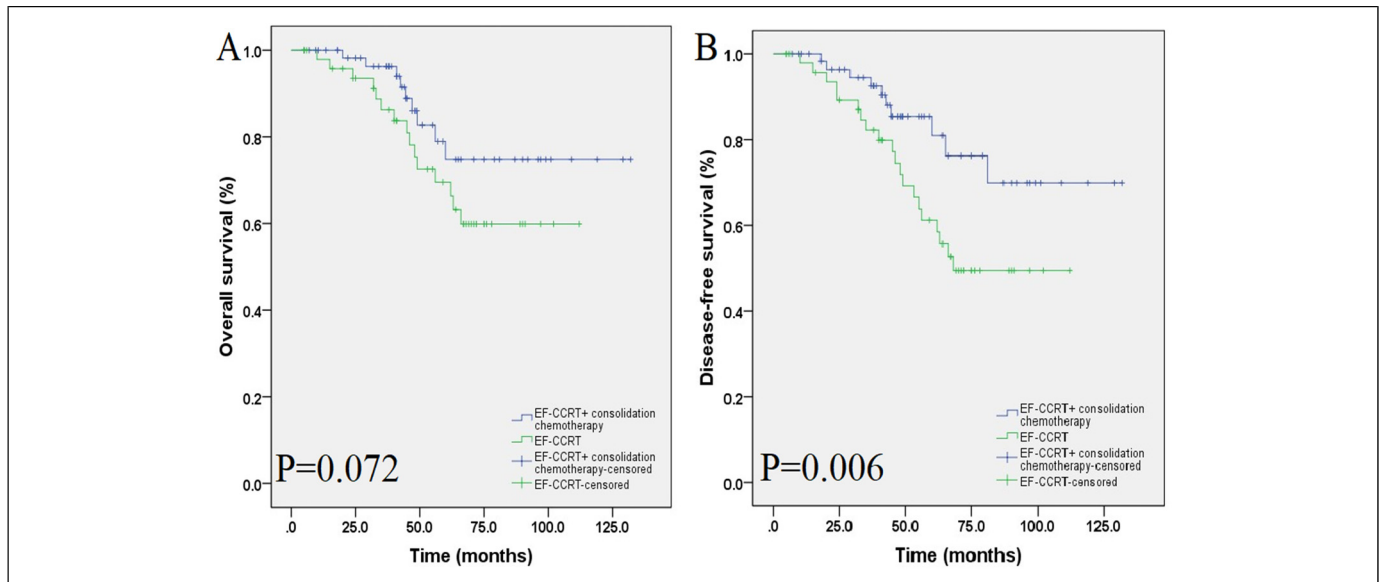 A
Overall survival (%)
1.0
0.8
0.6
0.4
0.2
0.0
EF-CCRT+ consolidation
chemotherapy
EF-CCRT
EF-CCRT+ consolidation
chemotherapy-censored
EF-CCRT-censored
P=0.072
.0 25.0 50.0 75.0 100.0 125.0
Time (months)
B
Disease-free survival (%)
1.0
0.8
0.6
0.4
0.2
0.0
EF-CCRT+ consolidation
chemotherapy
EF-CCRT
EF-CCRT+ consolidation
chemotherapy-censored
EF-CCRT-censored
P=0.006
.0 25.0 50.0 75.0 100.0 125.0
Time (months)